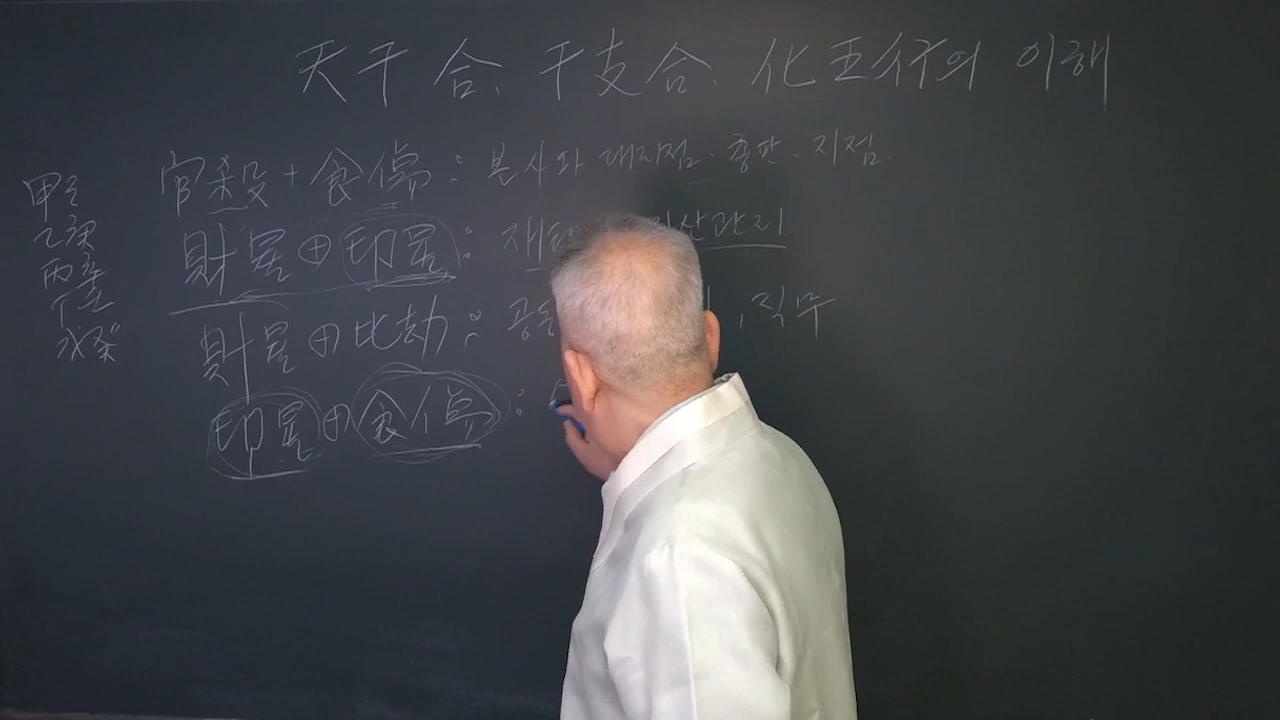 天干合, 干支合, 化五行의 이해
官殺 + 食傷 : 본사와 대리점 · 총판 · 지점
財星 ⊕ 印星 : 재 산관리
財星 ⊕ 比劫 : 공 , 직무
印星 ⊕ 食傷 :
甲己
乙庚
丙辛
丁壬
戊癸